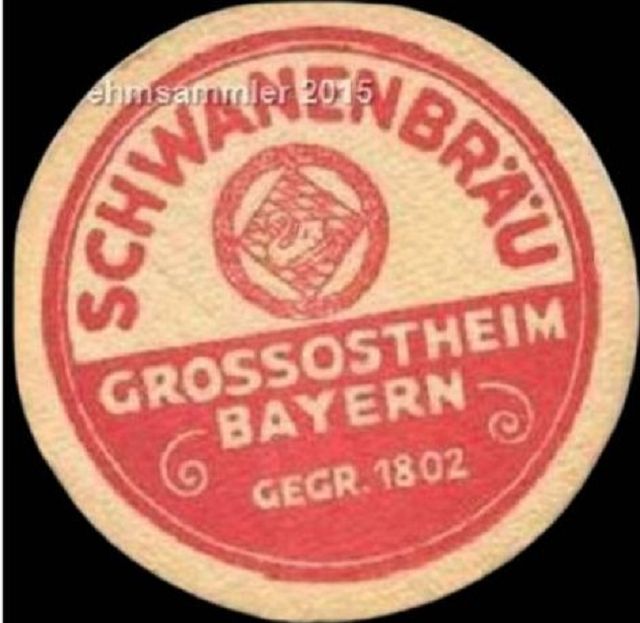 ehmsammler 2015
SCHWANENBRÄU
GROSSOSTHEIM
BAYERN
GEGR. 1802